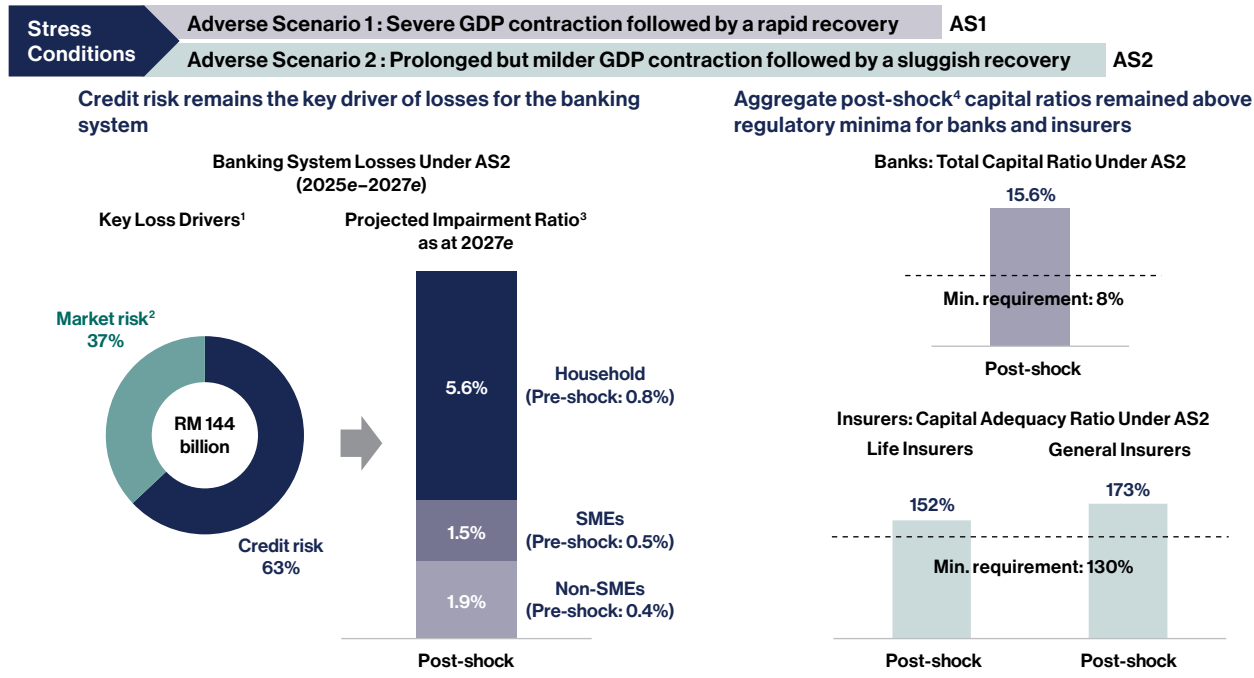 Stress
Conditions
Adverse Scenario 1 : Severe GDP contraction followed by a rapid recovery
AS1
Adverse Scenario 2 : Prolonged but milder GDP contraction followed by a sluggish recovery
AS2
Credit risk remains the key driver of losses for the banking
system
Banking System Losses Under AS2
(2025e–2027e)
Key Loss Drivers¹
Market risk²
37%
RM 144
billion
Credit risk
63%
Projected Impairment Ratio³
as at 2027e
5.6%
Household
(Pre-shock: 0.8%)
1.5%
SMEs
(Pre-shock: 0.5%)
1.9%
Non-SMEs
(Pre-shock: 0.4%)
Post-shock
Aggregate post-shock⁴ capital ratios remained above
regulatory minima for banks and insurers
Banks: Total Capital Ratio Under AS2
15.6%
Min. requirement: 8%
Post-shock
Insurers: Capital Adequacy Ratio Under AS2
Life Insurers
General Insurers
152%
173%
Min. requirement: 130%
Post-shock
Post-shock